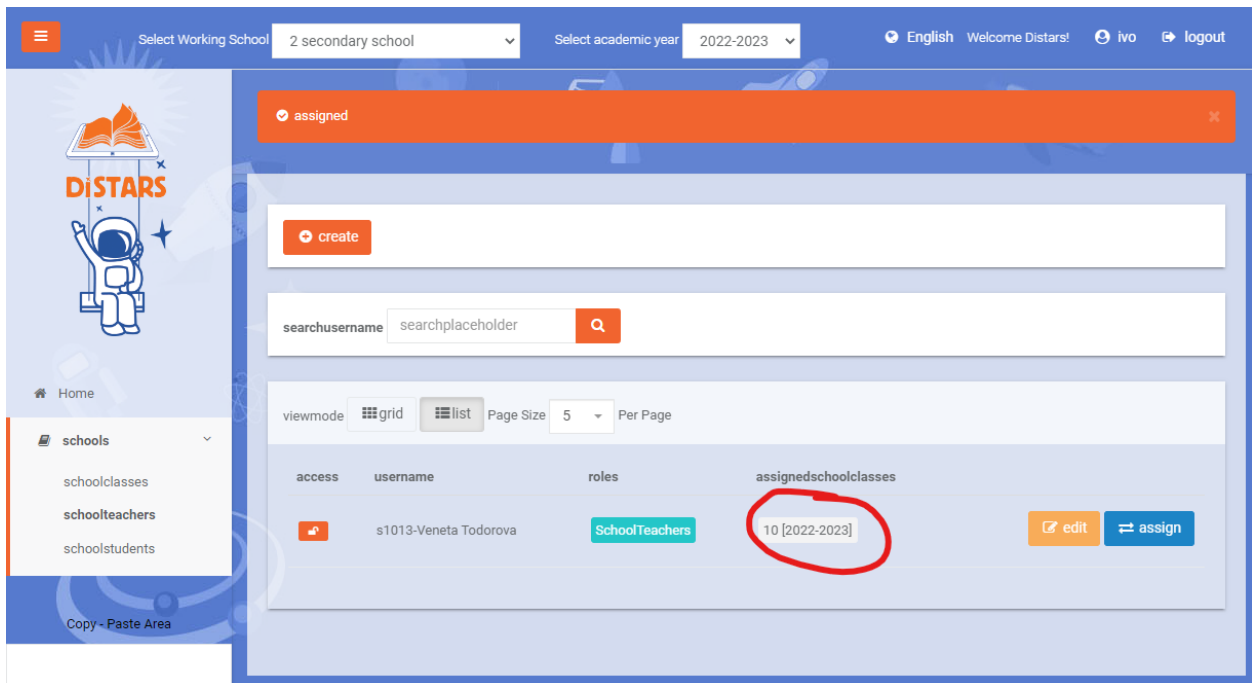 Select Working School 2 secondary school Select academic year 2022-2023 English Welcome Distars! ivo logout
assigned
DiSTARS
create
searchusername searchplaceholder
Home
viewmode grid list Page Size 5 Per Page
schools
schoolclasses
schoolteachers
schoolstudents
access username roles assignedschoolclasses
s1013-Veneta Todorova SchoolTeachers 10 [2022-2023] edit assign
Copy - Paste Area